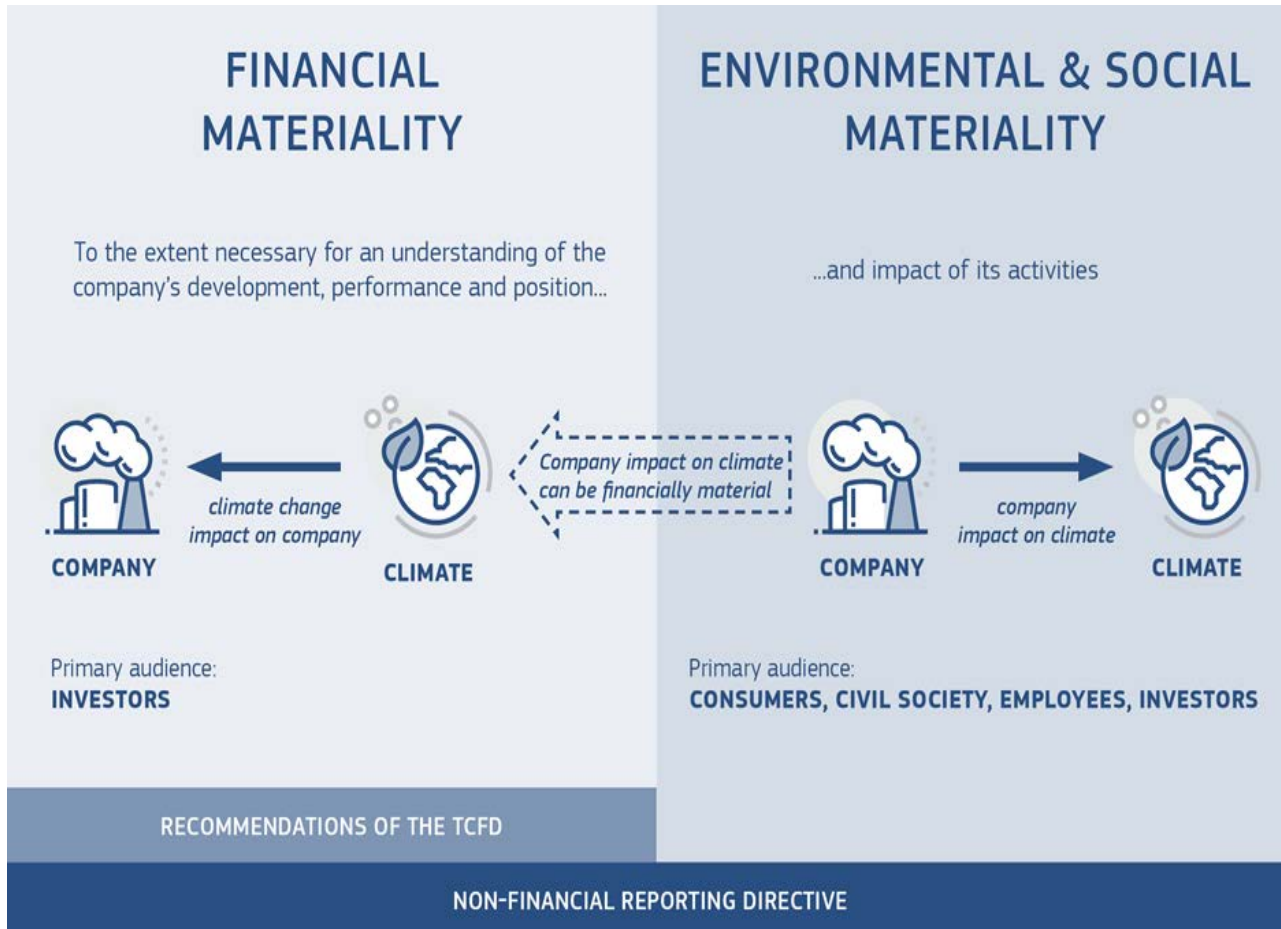 FINANCIAL
MATERIALITY
To the extent necessary for an understanding of the
company's development, performance and position...
climate change
impact on company
COMPANY
CLIMATE
Primary audience:
INVESTORS
RECOMMENDATIONS OF THE TCFD
Company impact on climate
can be financially material
ENVIRONMENTAL & SOCIAL
MATERIALITY
...and impact of its activities
company
impact on climate
COMPANY
CLIMATE
Primary audience:
CONSUMERS, CIVIL SOCIETY, EMPLOYEES, INVESTORS
NON-FINANCIAL REPORTING DIRECTIVE